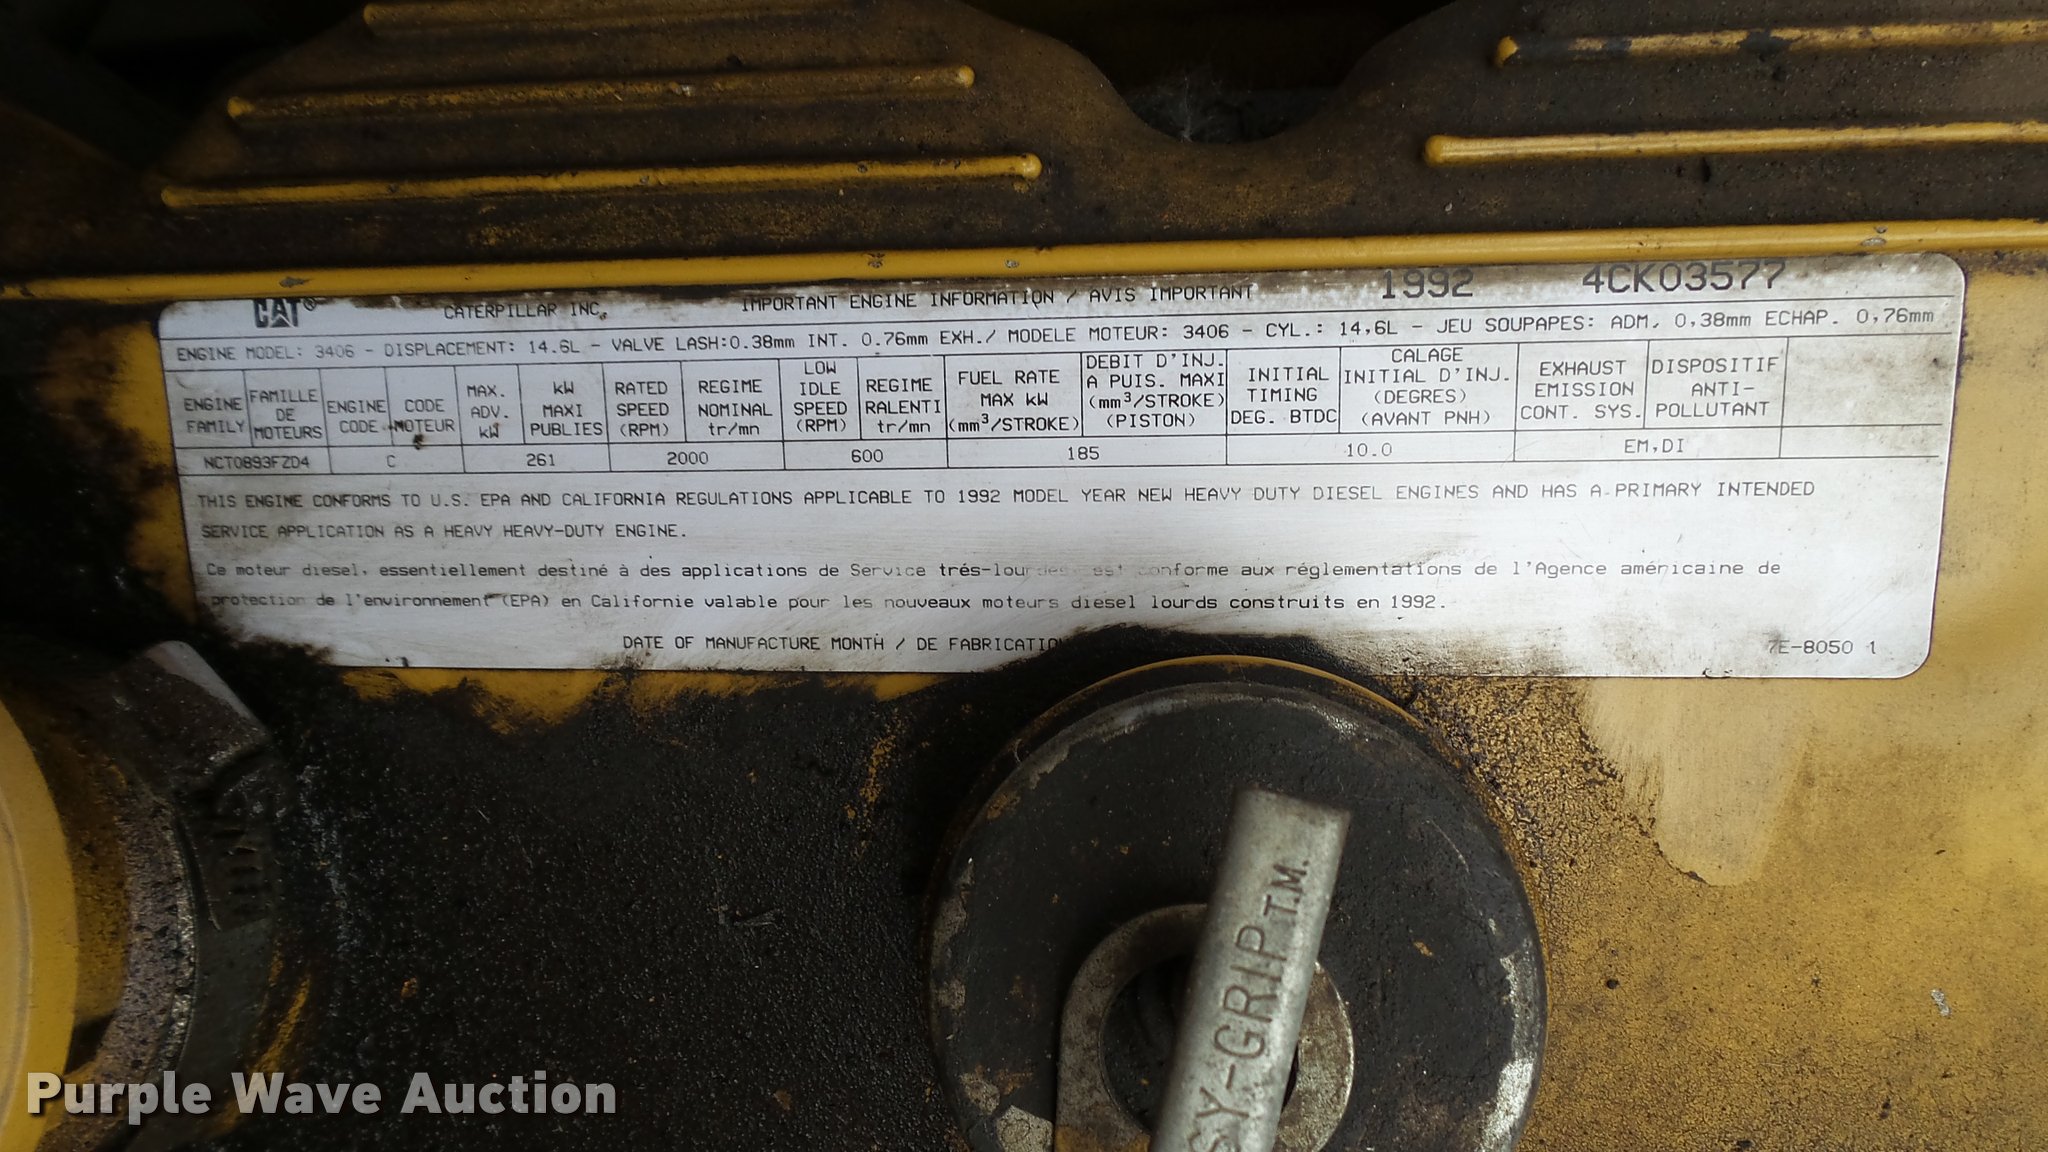 CAT® CATERPILLAR INC. IMPORTANT ENGINE INFORMATION / AVIS IMPORTANT 1992 4CK03577
ENGINE MODEL: 3406 - DISPLACEMENT: 14.6L - VALVE LASH:0.38mm INT. 0.76mm EXH./ MODELE MOTEUR: 3406 - CYL.: 14,6L - JEU SOUPAPES: ADM, 0,38mm ECHAP. 0,76mm
ENGINE FAMILY
FAMILLE DE MOTEURS
ENGINE CODE
CODE MOTEUR
MAX. ADV. kW
kW MAXI PUBLIES
RATED SPEED (RPM)
REGIME NOMINAL tr/mn
LOW IDLE SPEED (RPM)
REGIME RALENTI tr/mn
FUEL RATE MAX kW (mm³/STROKE)
DEBIT D'INJ. A PUIS. MAXI (mm³/STROKE) (PISTON)
INITIAL TIMING DEG. BTDC
CALAGE INITIAL D'INJ. (DEGRES) (AVANT PNH)
EXHAUST EMISSION CONT. SYS.
DISPOSITIF ANTI-POLLUTANT
NCT0893FZD4 C 261 2000 600 185 10.0 EM,DI
THIS ENGINE CONFORMS TO U.S. EPA AND CALIFORNIA REGULATIONS APPLICABLE TO 1992 MODEL YEAR NEW HEAVY DUTY DIESEL ENGINES AND HAS A PRIMARY INTENDED
SERVICE APPLICATION AS A HEAVY HEAVY-DUTY ENGINE.
Ce moteur diesel, essentiellement destiné à des applications de Service trés-lourdes est conforme aux réglementations de l'Agence américaine de
protection de l'environnement (EPA) en Californie valable pour les nouveaux moteurs diesel lourds construits en 1992.
DATE OF MANUFACTURE MONTH / DE FABRICATION
7E-8050 1
SY-GRIP T.M.
Purple Wave Auction